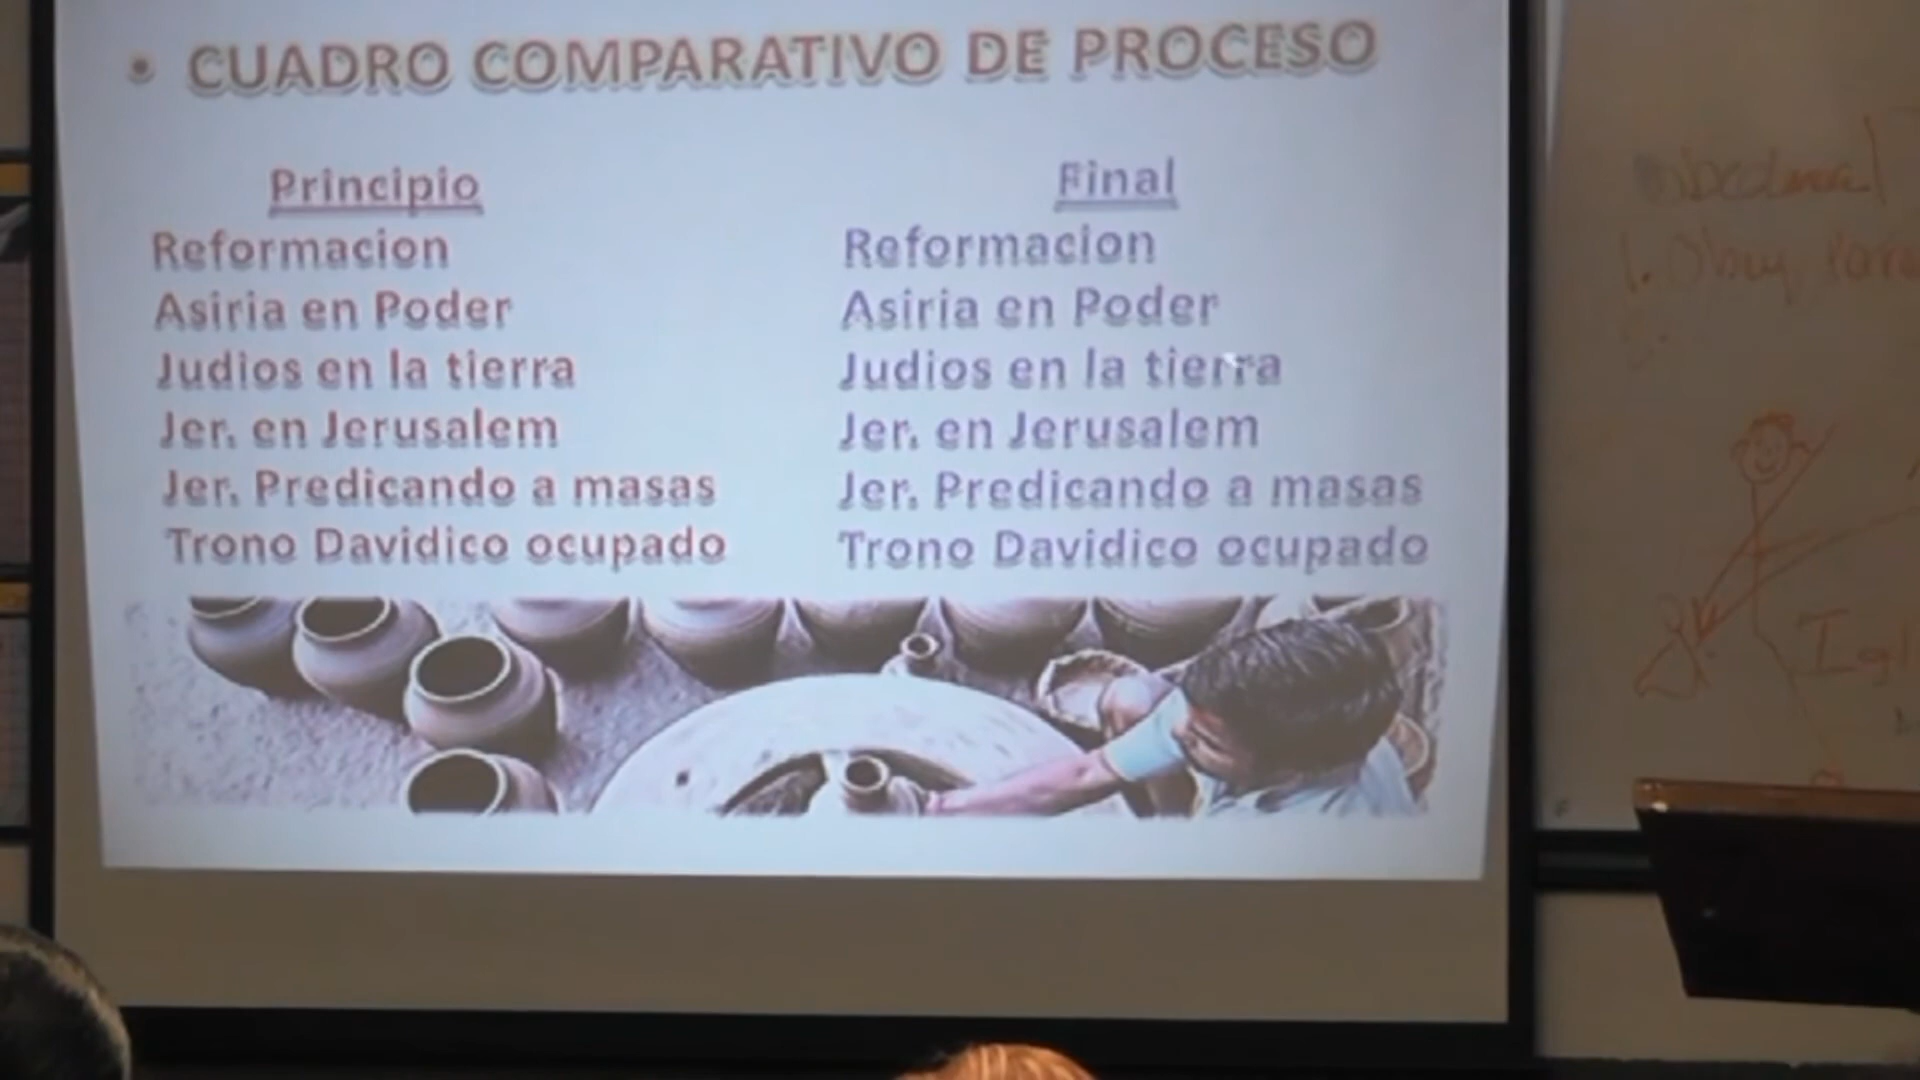 • CUADRO COMPARATIVO DE PROCESO
Principio
Reformacion
Asiria en Poder
Judios en la tierra
Jer. en Jerusalem
Jer. Predicando a masas
Trono Davidico ocupado
Final
Reformacion
Asiria en Poder
Judios en la tierra
Jer. en Jerusalem
Jer. Predicando a masas
Trono Davidico ocupado